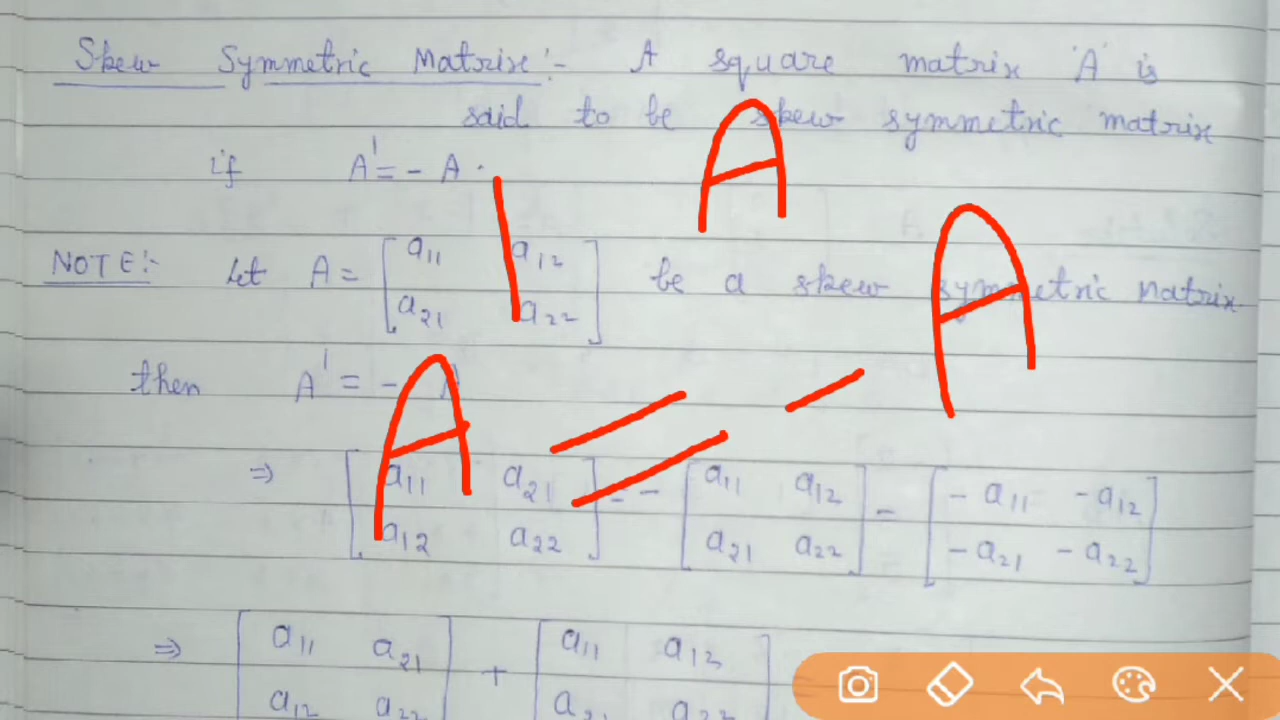 Skew Symmetric Matrix:- A square matrix 'A' is
said to be skew symmetric matrix
if A' = - A.
A
NOTE:- let A = [ a11 a12 be a skew symmetric Matrix.
a21 a22 ]
then A' = - A
A' = - A
⇒ [ a11 a21 ] = - [ a11 a12 ] = [ -a11 -a12
a12 a22 ] a21 a22 ] -a21 -a22 ]
⇒ [ a11 a21 ] + [ a11 a12 ]
a12 a22 a22